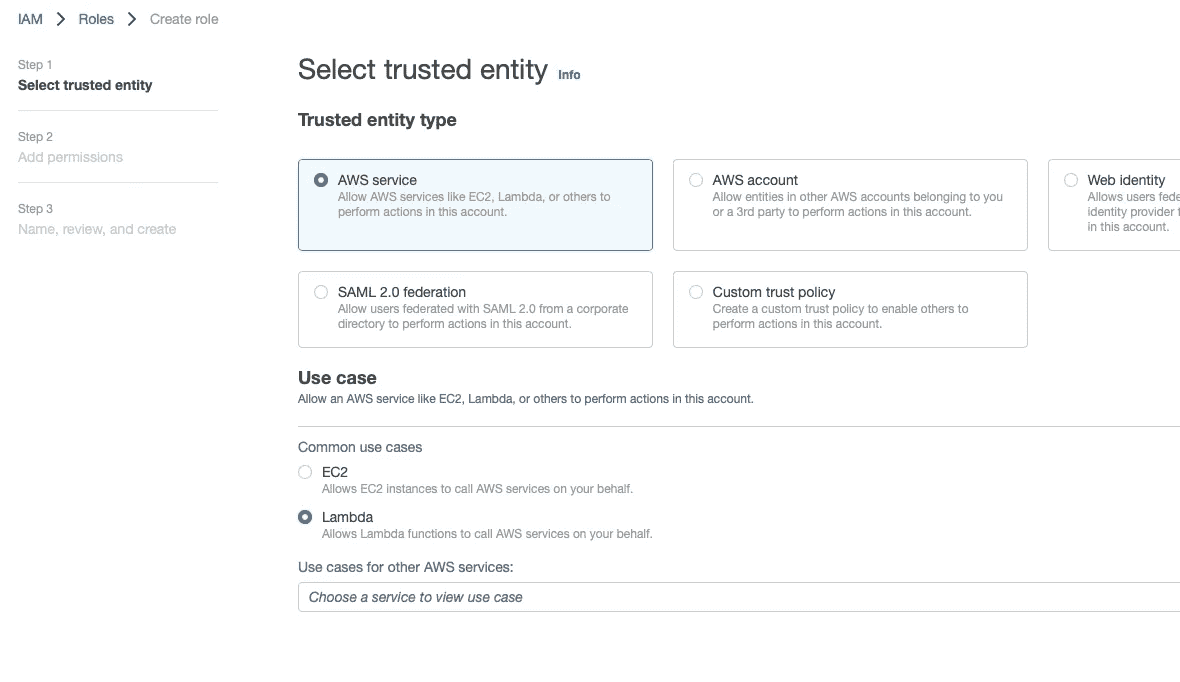 IAM > Roles > Create role
Step 1
Select trusted entity
Step 2
Add permissions
Step 3
Name, review, and create
Select trusted entity Info
Trusted entity type
AWS service
Allow AWS services like EC2, Lambda, or others to
perform actions in this account.
AWS account
Allow entities in other AWS accounts belonging to you
or a 3rd party to perform actions in this account.
Web identity
Allows users
identity provider
in this account.
SAML 2.0 federation
Allow users federated with SAML 2.0 from a corporate
directory to perform actions in this account.
Custom trust policy
Create a custom trust policy to enable others to
perform actions in this account.
Use case
Allow an AWS service like EC2, Lambda, or others to perform actions in this account.
Common use cases
EC2
Allows EC2 instances to call AWS services on your behalf.
Lambda
Allows Lambda functions to call AWS services on your behalf.
Use cases for other AWS services:
Choose a service to view use case